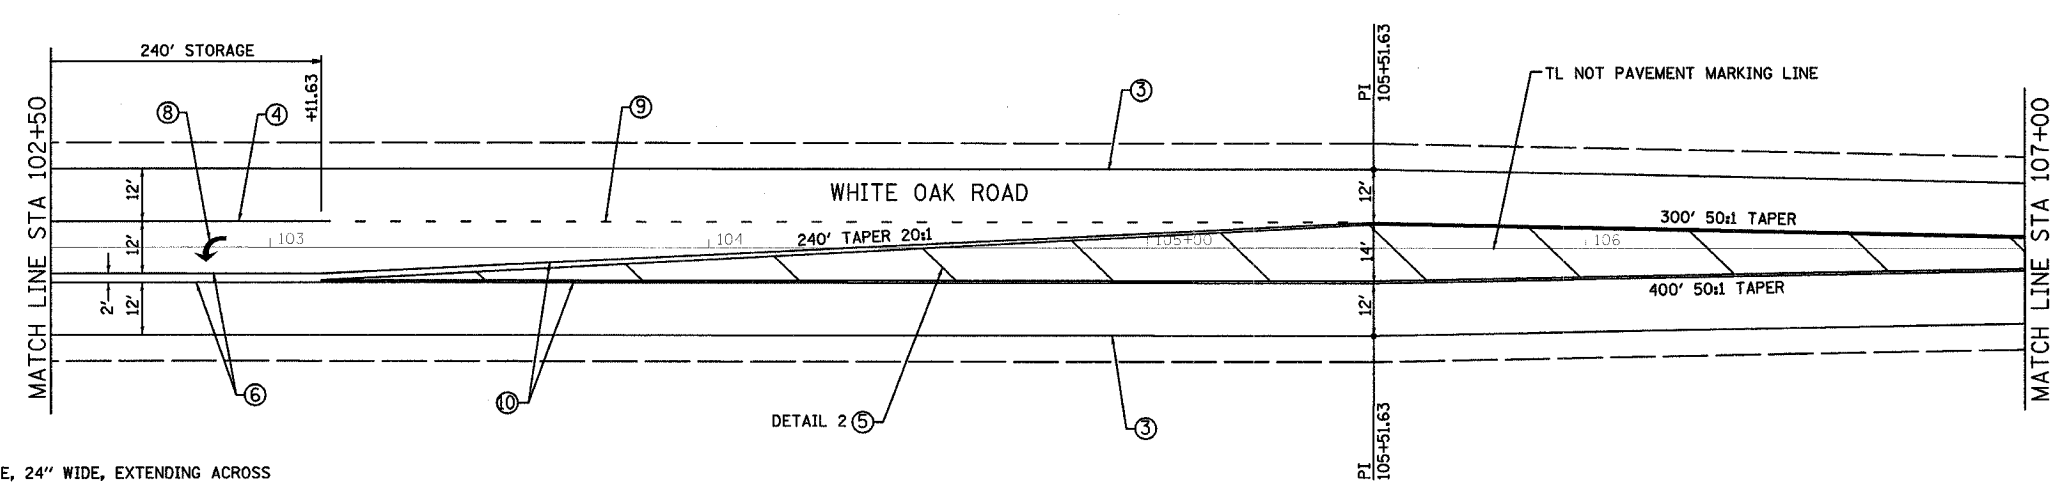 240' STORAGE
+11.63
PI
105+51.63
TL NOT PAVEMENT MARKING LINE
8
4
9
3
MATCH LINE STA 102+50
MATCH LINE STA 107+00
12'
WHITE OAK ROAD
12'
12'
103
104
240' TAPER 20:1
105+00
14'
300' 50:1 TAPER
106
2'
12'
12'
400' 50:1 TAPER
6
10
DETAIL 2 5
3
PI
105+51.63
E, 24" WIDE, EXTENDING ACROSS